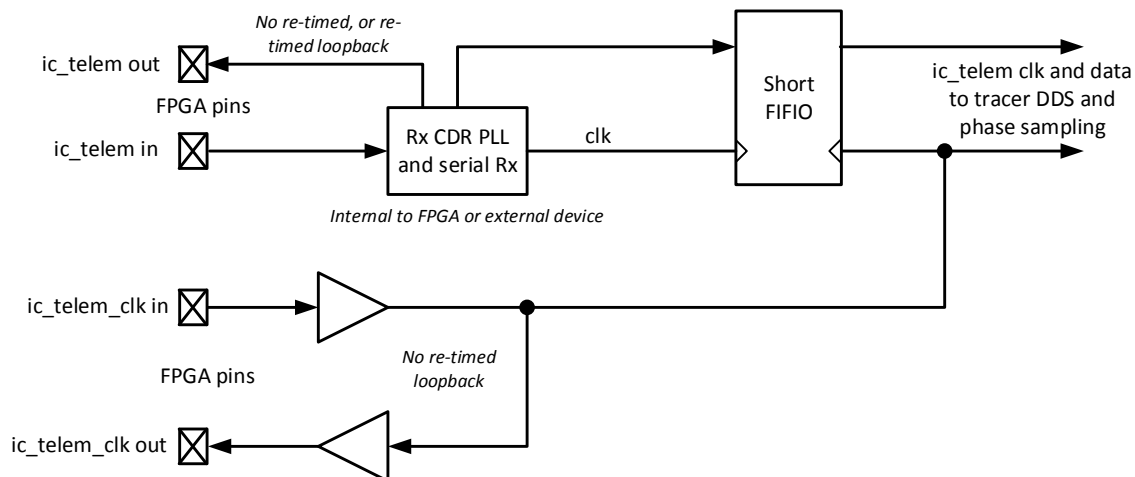 No re-timed, or re-
timed loopback
ic_telem out
FPGA pins
ic_telem in
Rx CDR PLL
and serial Rx
clk
Short
FIFIO
ic_telem clk and data
to tracer DDS and
phase sampling
Internal to FPGA or external device
ic_telem_clk in
FPGA pins
No re-timed
loopback
ic_telem_clk out